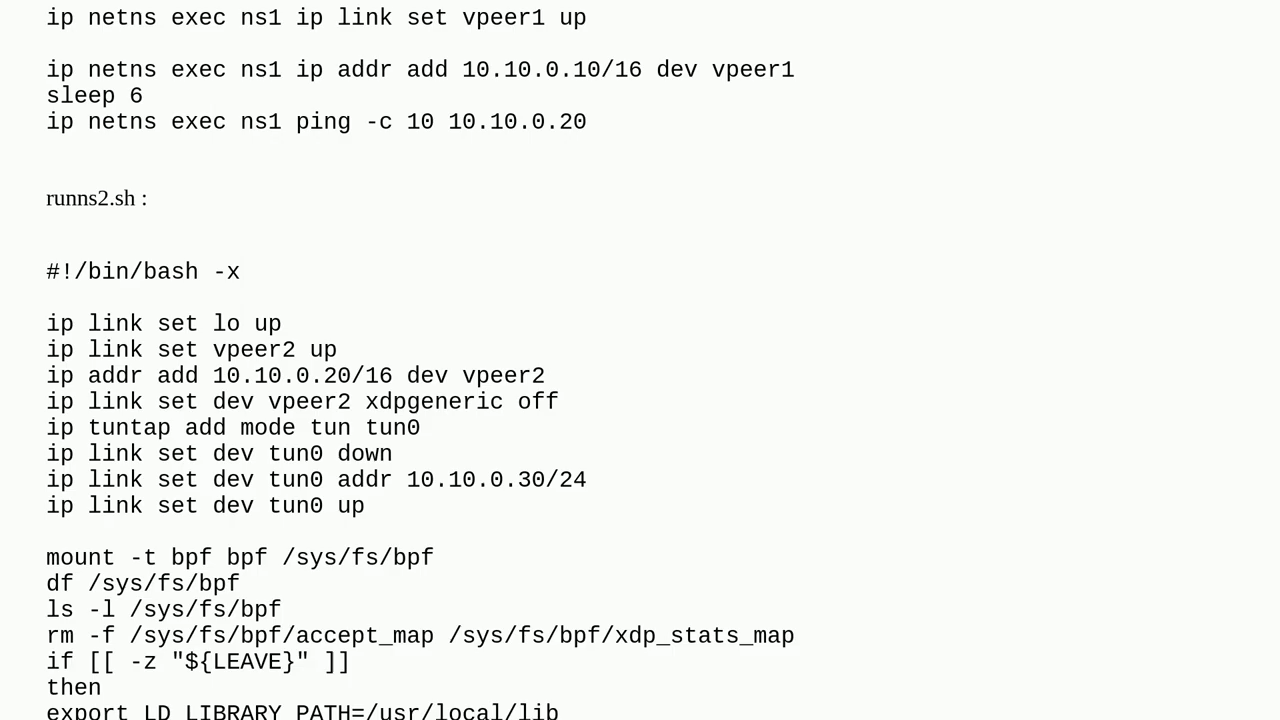 ip netns exec ns1 ip link set vpeer1 up
ip netns exec ns1 ip addr add 10.10.0.10/16 dev vpeer1
sleep 6
ip netns exec ns1 ping -c 10 10.10.0.20
runns2.sh :
#!/bin/bash -x
ip link set lo up
ip link set vpeer2 up
ip addr add 10.10.0.20/16 dev vpeer2
ip link set dev vpeer2 xdpgeneric off
ip tuntap add mode tun tun0
ip link set dev tun0 down
ip link set dev tun0 addr 10.10.0.30/24
ip link set dev tun0 up
mount -t bpf bpf /sys/fs/bpf
df /sys/fs/bpf
ls -l /sys/fs/bpf
rm -f /sys/fs/bpf/accept_map /sys/fs/bpf/xdp_stats_map
if [[ -z "${LEAVE}" ]]
then
export LD_LIBRARY_PATH=/usr/local/lib